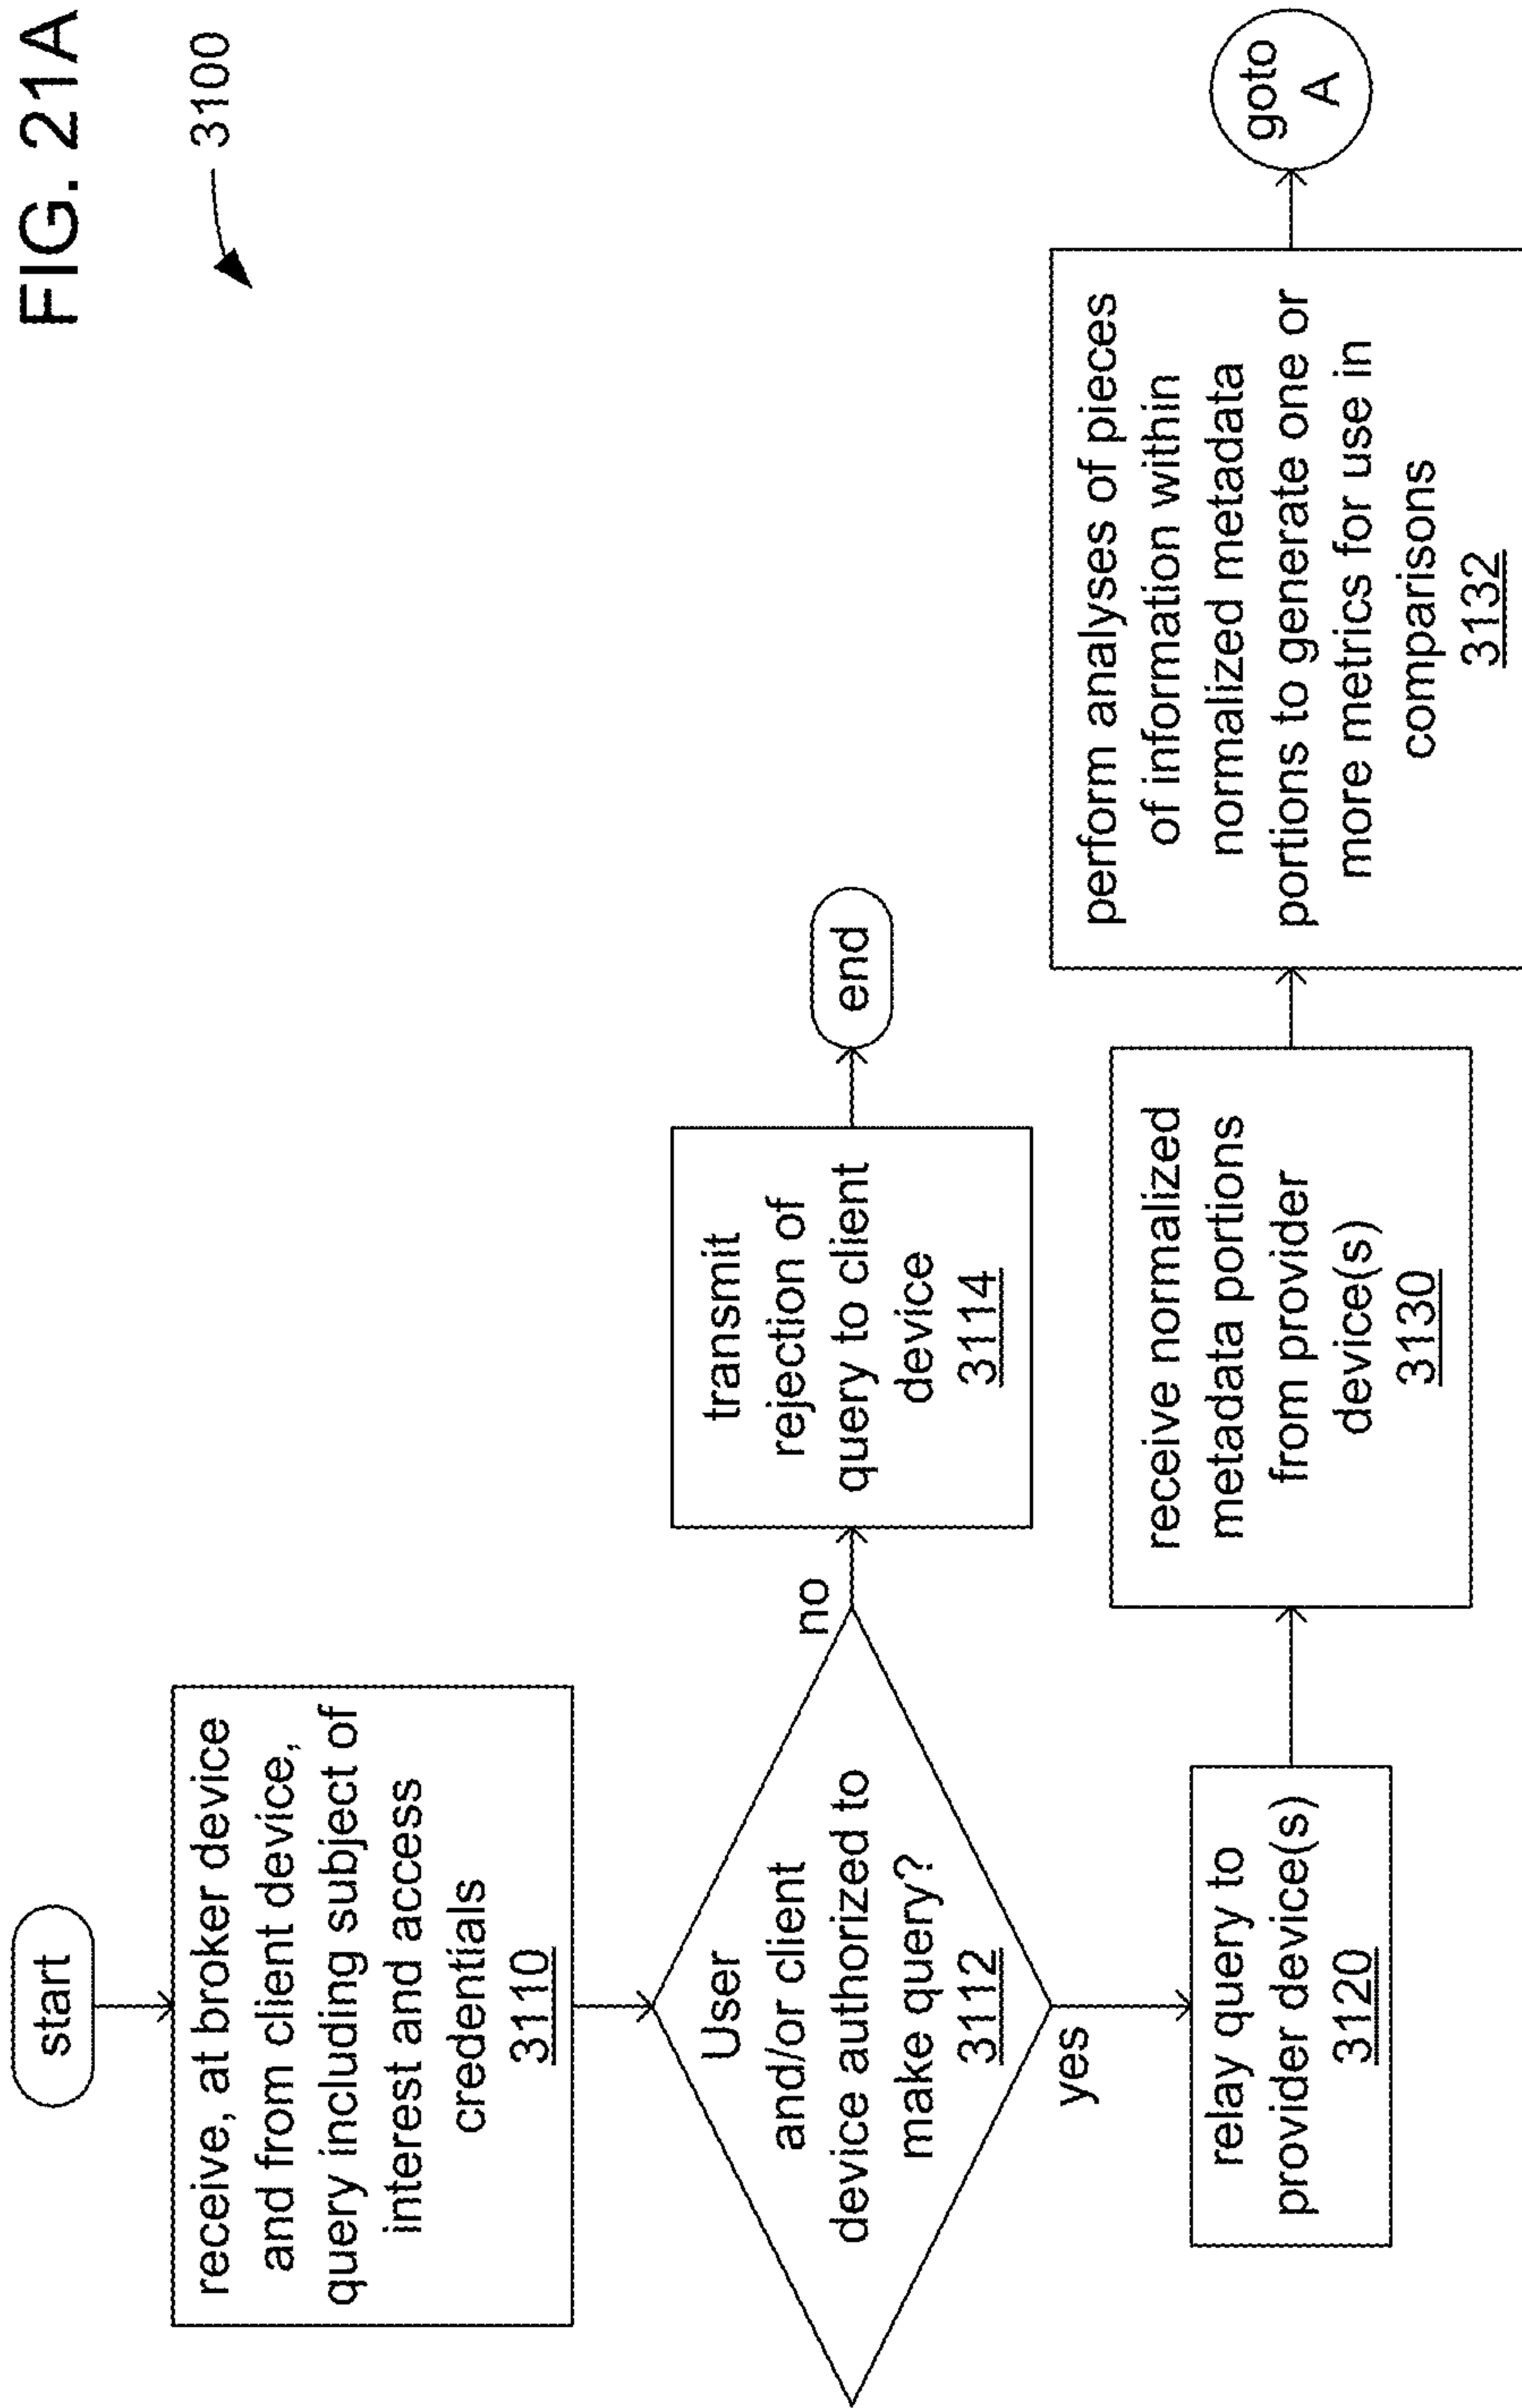 FIG. 21A
3100
start
receive, at broker device
and from client device,
query including subject of
interest and access
credentials
3110
User
and/or client
device authorized to
make query?
3112
no
transmit
rejection of
query to client
device
3114
end
yes
relay query to
provider device(s)
3120
receive normalized
metadata portions
from provider
device(s)
3130
perform analyses of pieces
of information within
normalized metadata
portions to generate one or
more metrics for use in
comparisons
3132
goto
A